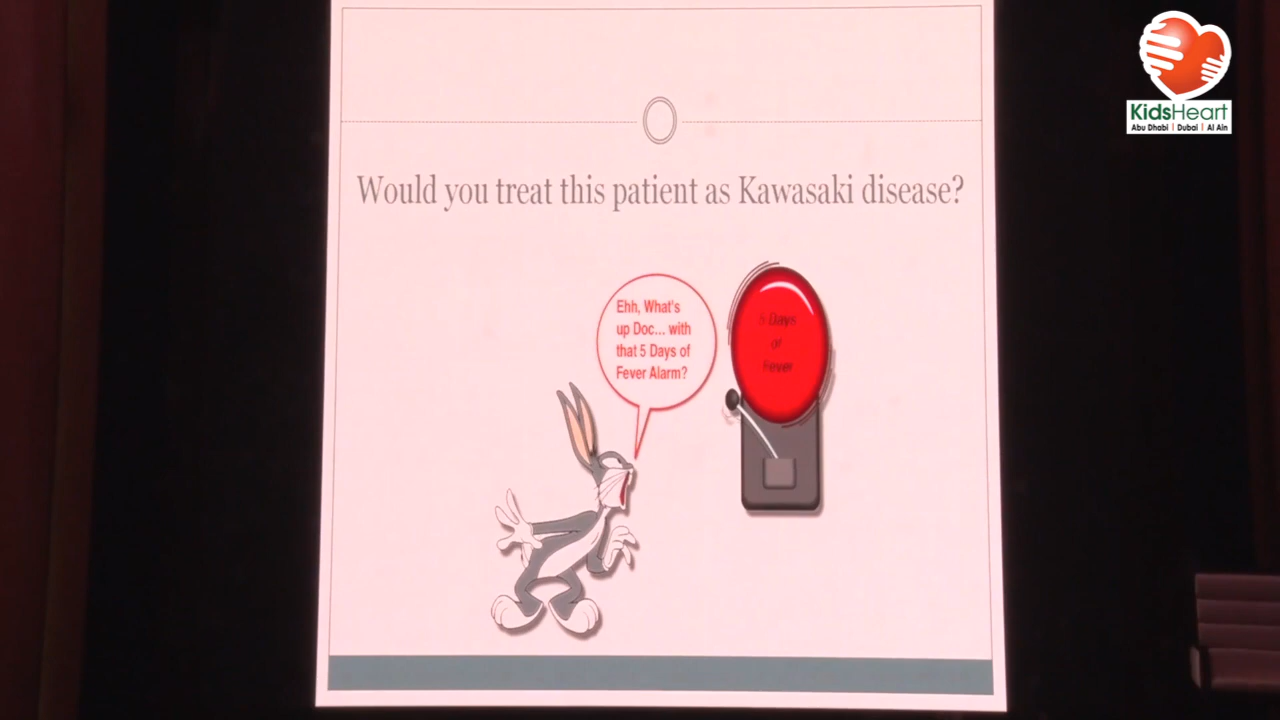 KidsHeart
Abu Dhabi | Dubai | Al Ain
Would you treat this patient as Kawasaki disease?
Ehh, What's
up Doc... with
that 5 Days of
Fever Alarm?
5 Days
of
Fever